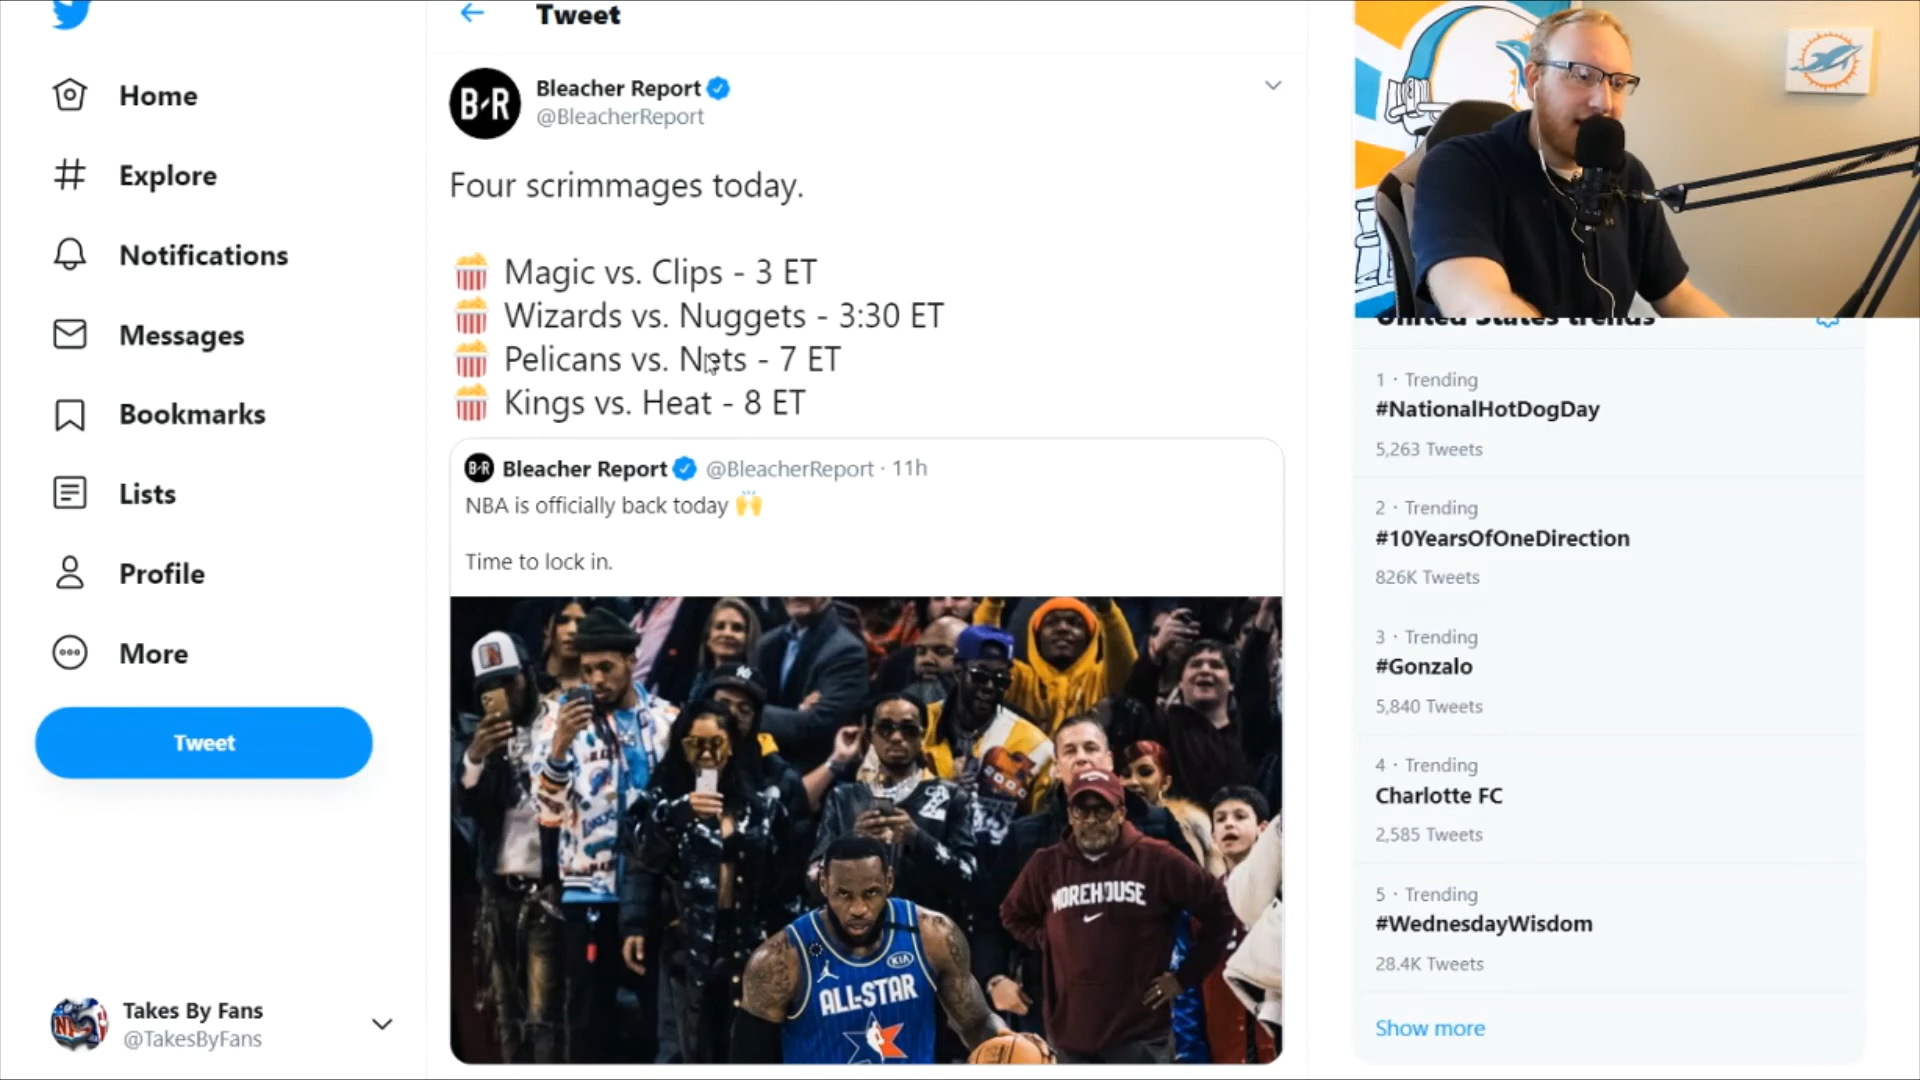 Home
Explore
Notifications
Messages
Bookmarks
Lists
Profile
More
Tweet
Takes By Fans
@TakesByFans
Tweet
B/R
Bleacher Report
@BleacherReport
Four scrimmages today.
Magic vs. Clips - 3 ET
Wizards vs. Nuggets - 3:30 ET
Pelicans vs. Nets - 7 ET
Kings vs. Heat - 8 ET
B/R Bleacher Report @BleacherReport · 11h
NBA is officially back today
Time to lock in.
MOREHOUSE
KIA
ALL-STAR
United States trends
1 · Trending
#NationalHotDogDay
5,263 Tweets
2 · Trending
#10YearsOfOneDirection
826K Tweets
3 · Trending
#Gonzalo
5,840 Tweets
4 · Trending
Charlotte FC
2,585 Tweets
5 · Trending
#WednesdayWisdom
28.4K Tweets
Show more